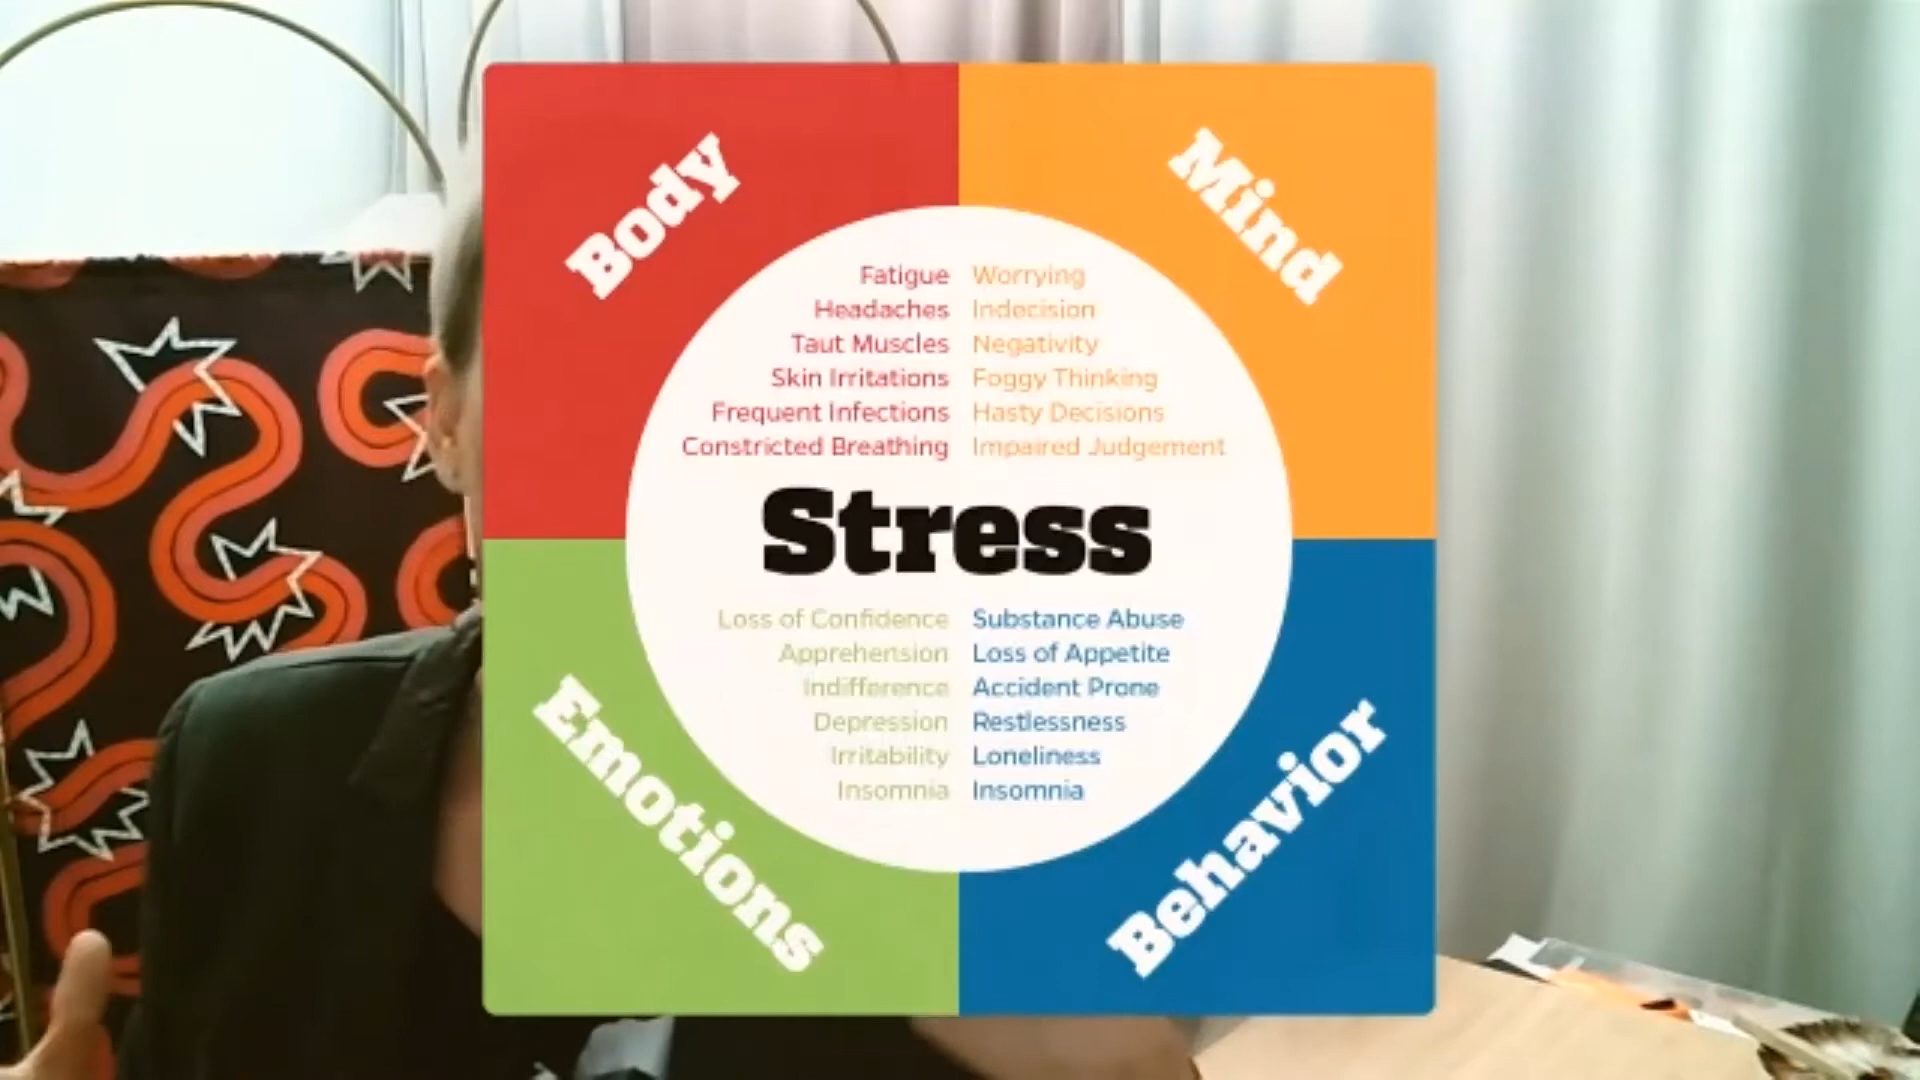 Body
Mind
Fatigue
Headaches
Taut Muscles
Skin Irritations
Frequent Infections
Constricted Breathing
Worrying
Indecision
Negativity
Foggy Thinking
Hasty Decisions
Impaired Judgement
Stress
Loss of Confidence
Apprehension
Indifference
Depression
Irritability
Insomnia
Substance Abuse
Loss of Appetite
Accident Prone
Restlessness
Loneliness
Insomnia
Emotions
Behavior